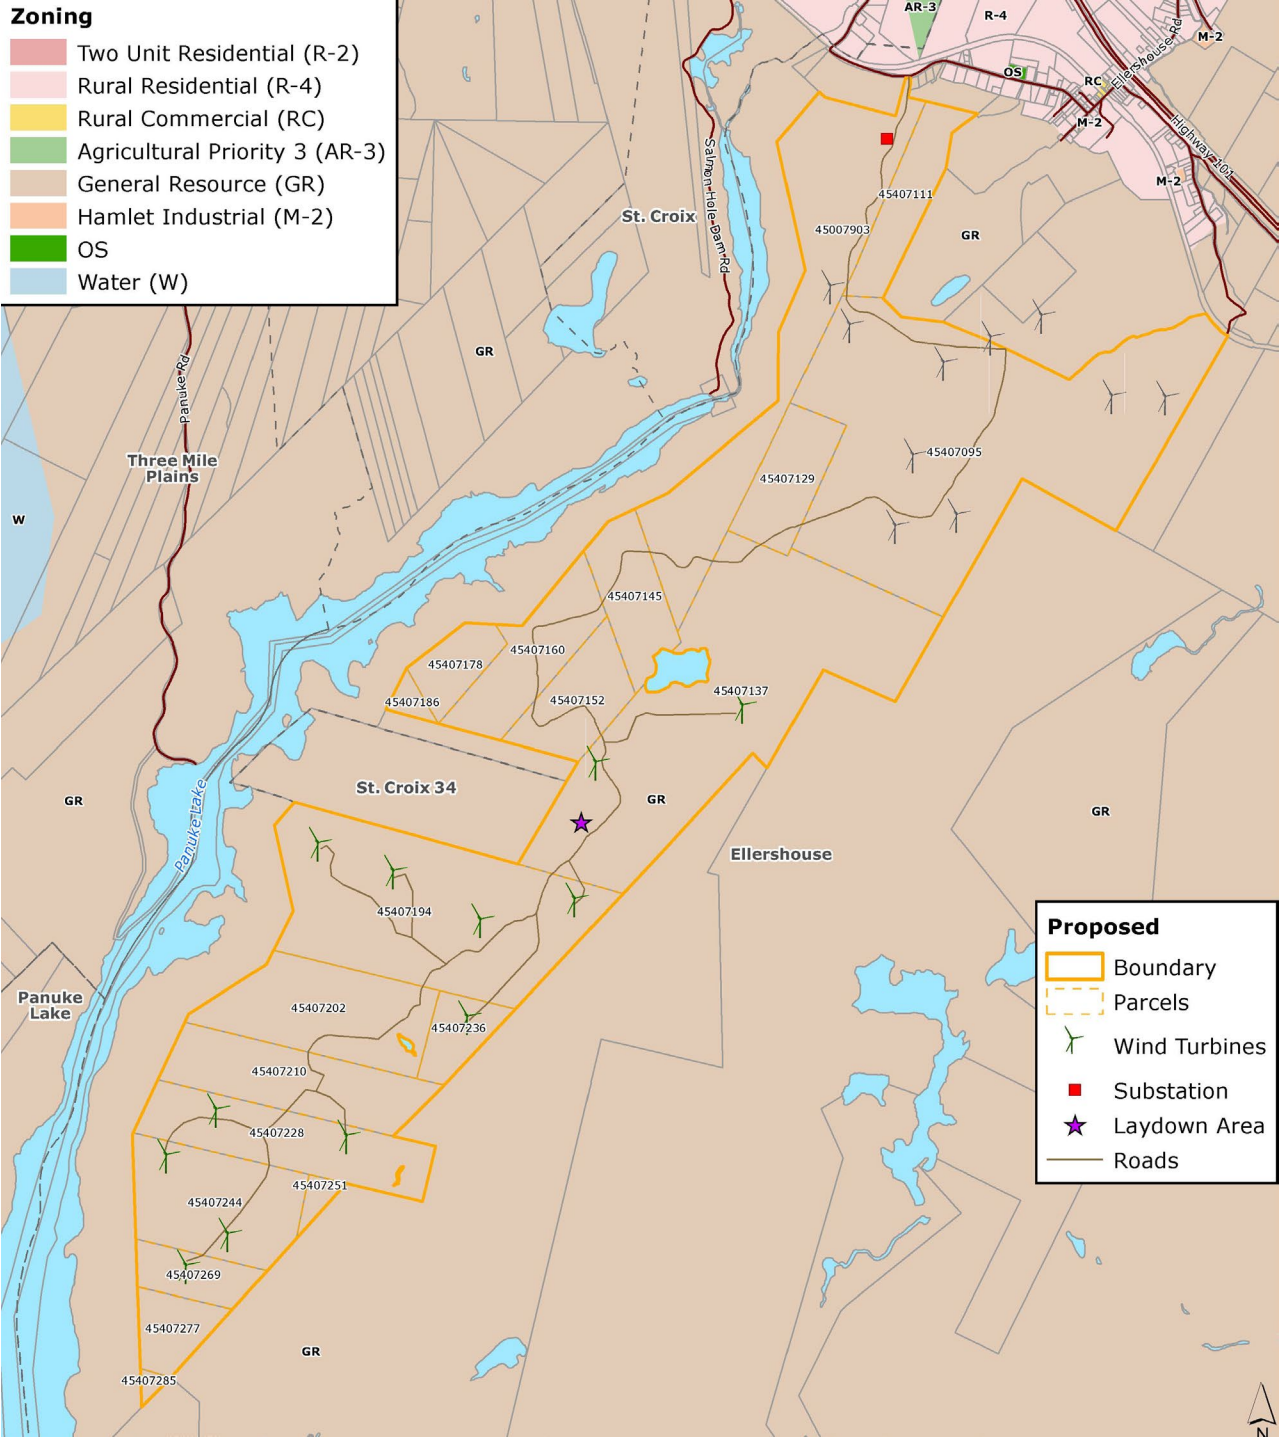 Zoning
Two Unit Residential (R-2)
Rural Residential (R-4)
Rural Commercial (RC)
Agricultural Priority 3 (AR-3)
General Resource (GR)
Hamlet Industrial (M-2)
OS
Water (W)
AR-3
R-4
M-2
Ellershouse Rd
OS
RC
M-2
Highway 101
M-2
Salmon Hole Dam Rd
St. Croix
45407111
45007903
GR
GR
Panuke Rd
Three Mile
Plains
45407095
45407129
W
45407145
45407160
45407178
45407186
45407152
45407137
GR
St. Croix 34
GR
GR
GR
Panuke Lake
Ellershouse
45407194
Panuke
Lake
45407202
45407236
45407210
45407228
45407251
45407244
45407269
45407277
GR
45407285
Proposed
Boundary
Parcels
Wind Turbines
Substation
Laydown Area
Roads
N